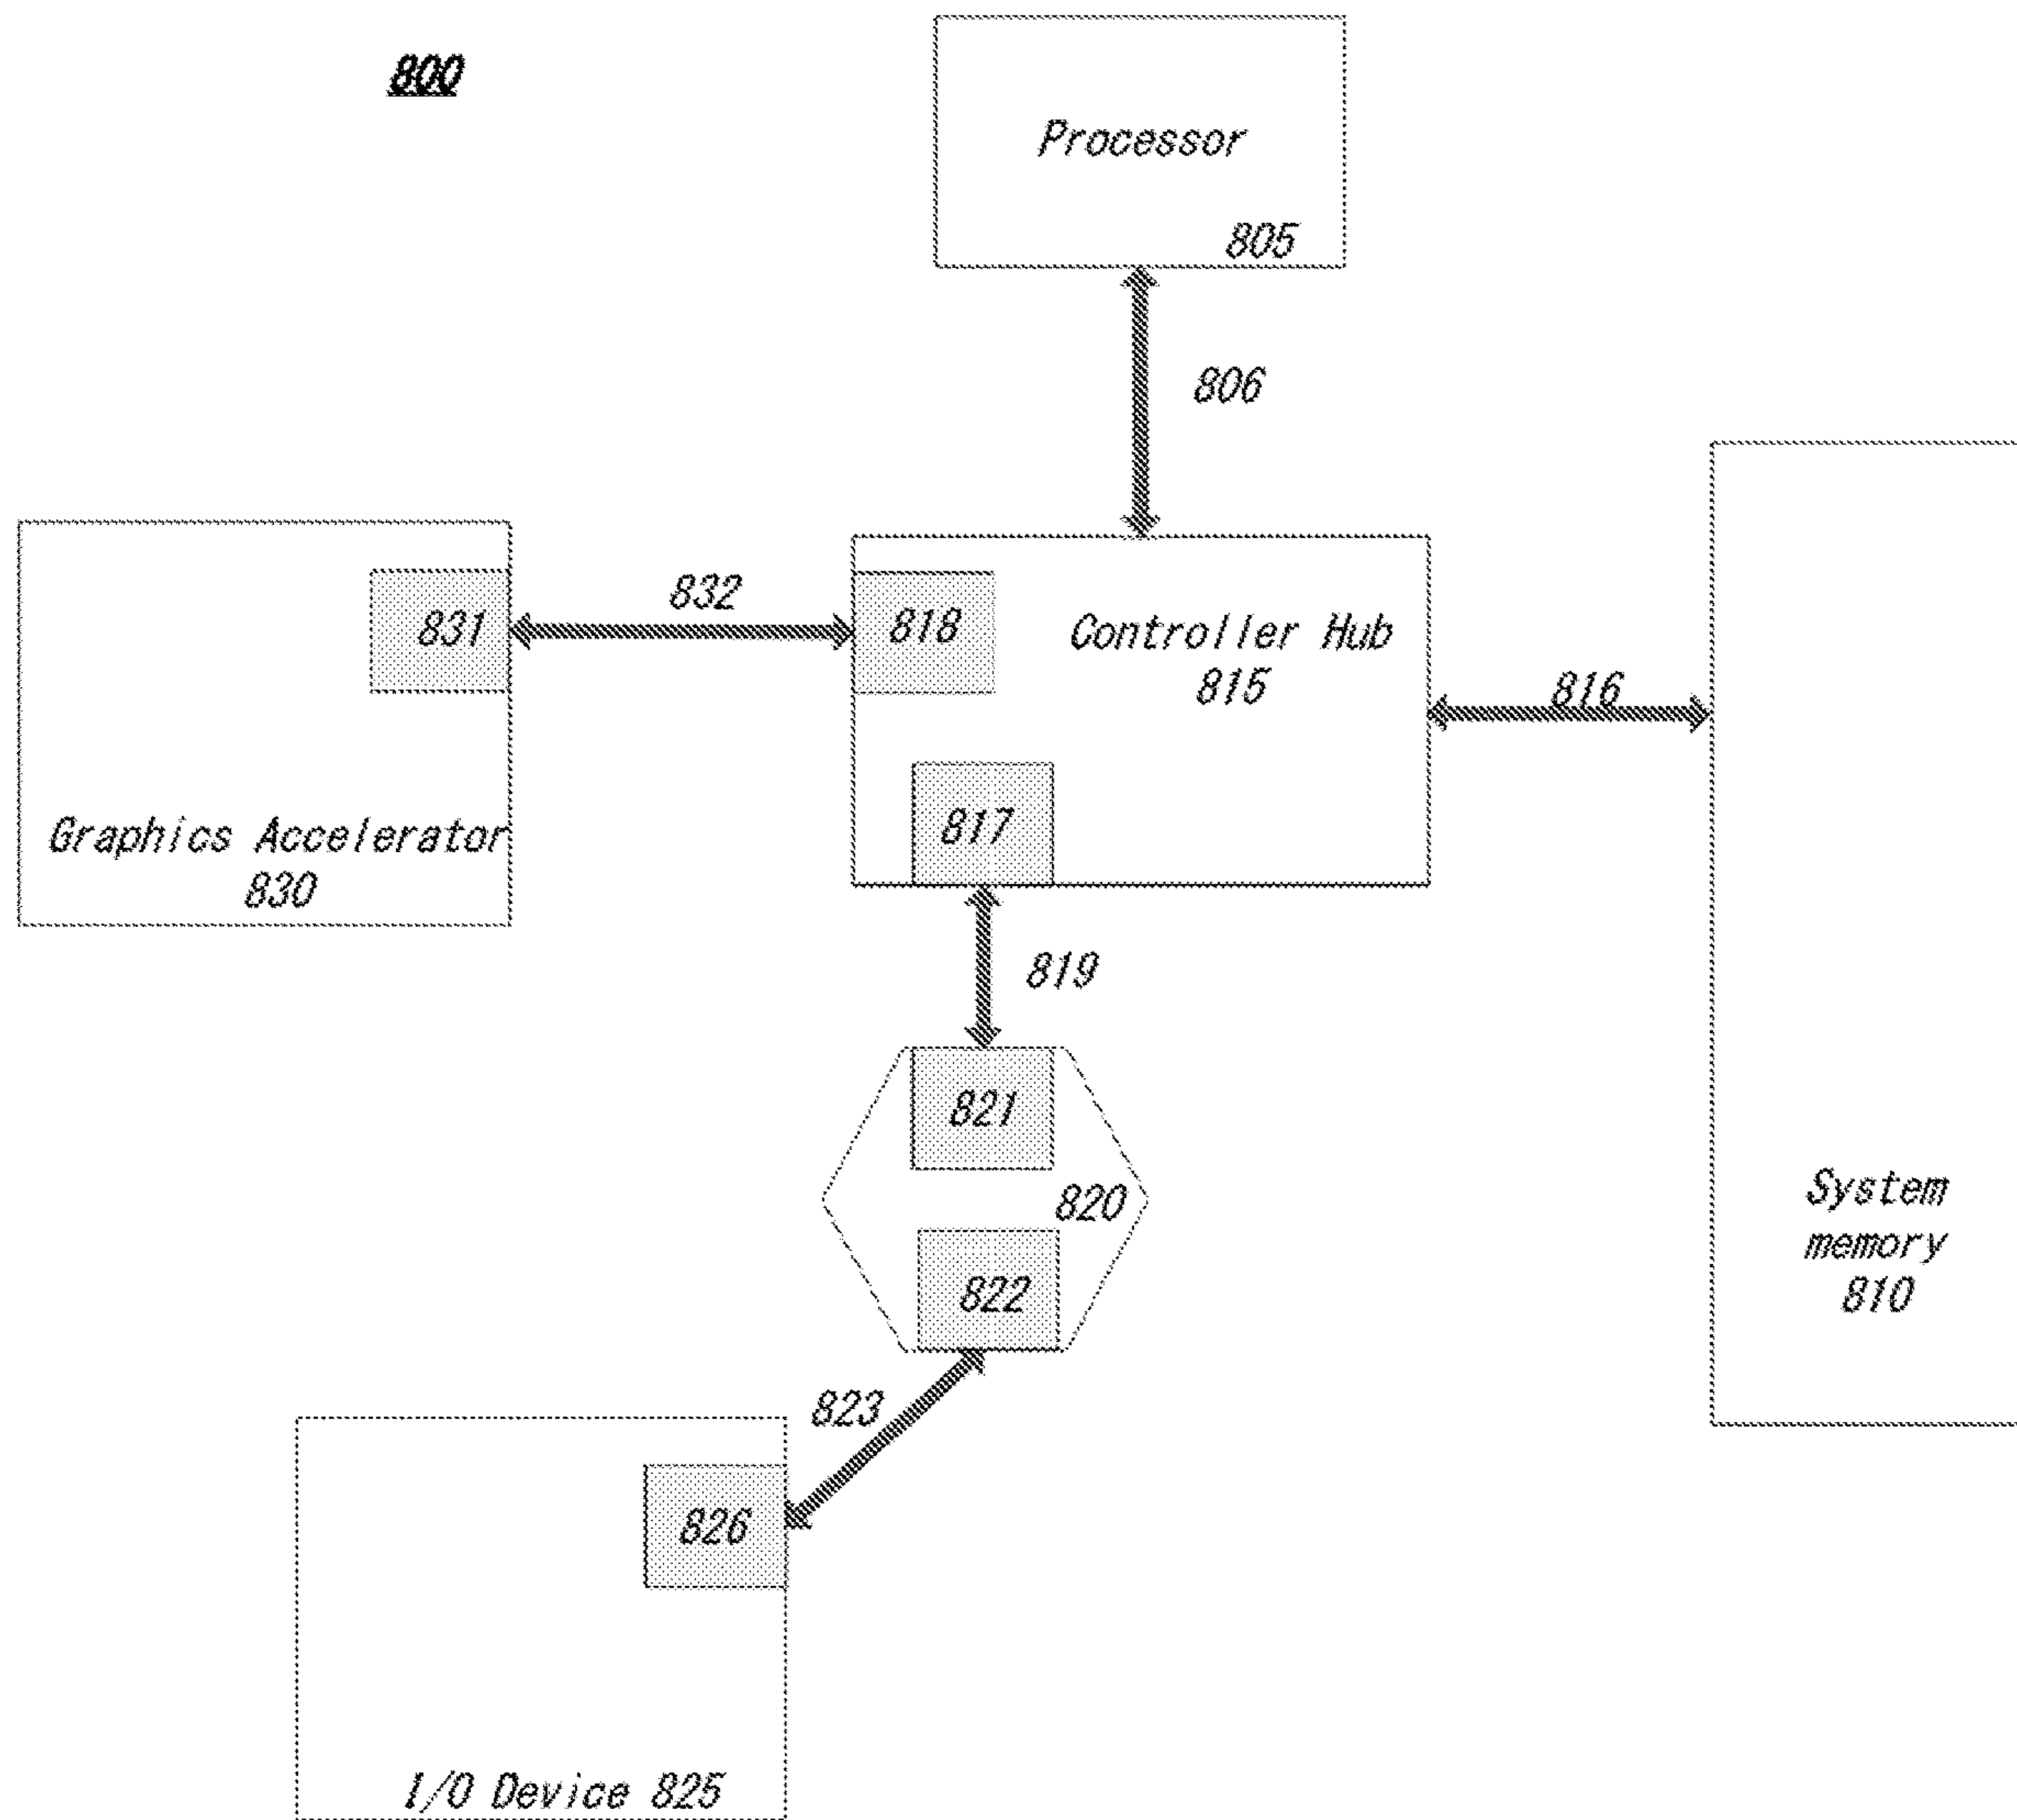 800
Processor
805
806
832
831
818
Controller Hub
815
816
Graphics Accelerator
830
817
819
821
820
822
System
memory
810
823
826
I/O Device 825